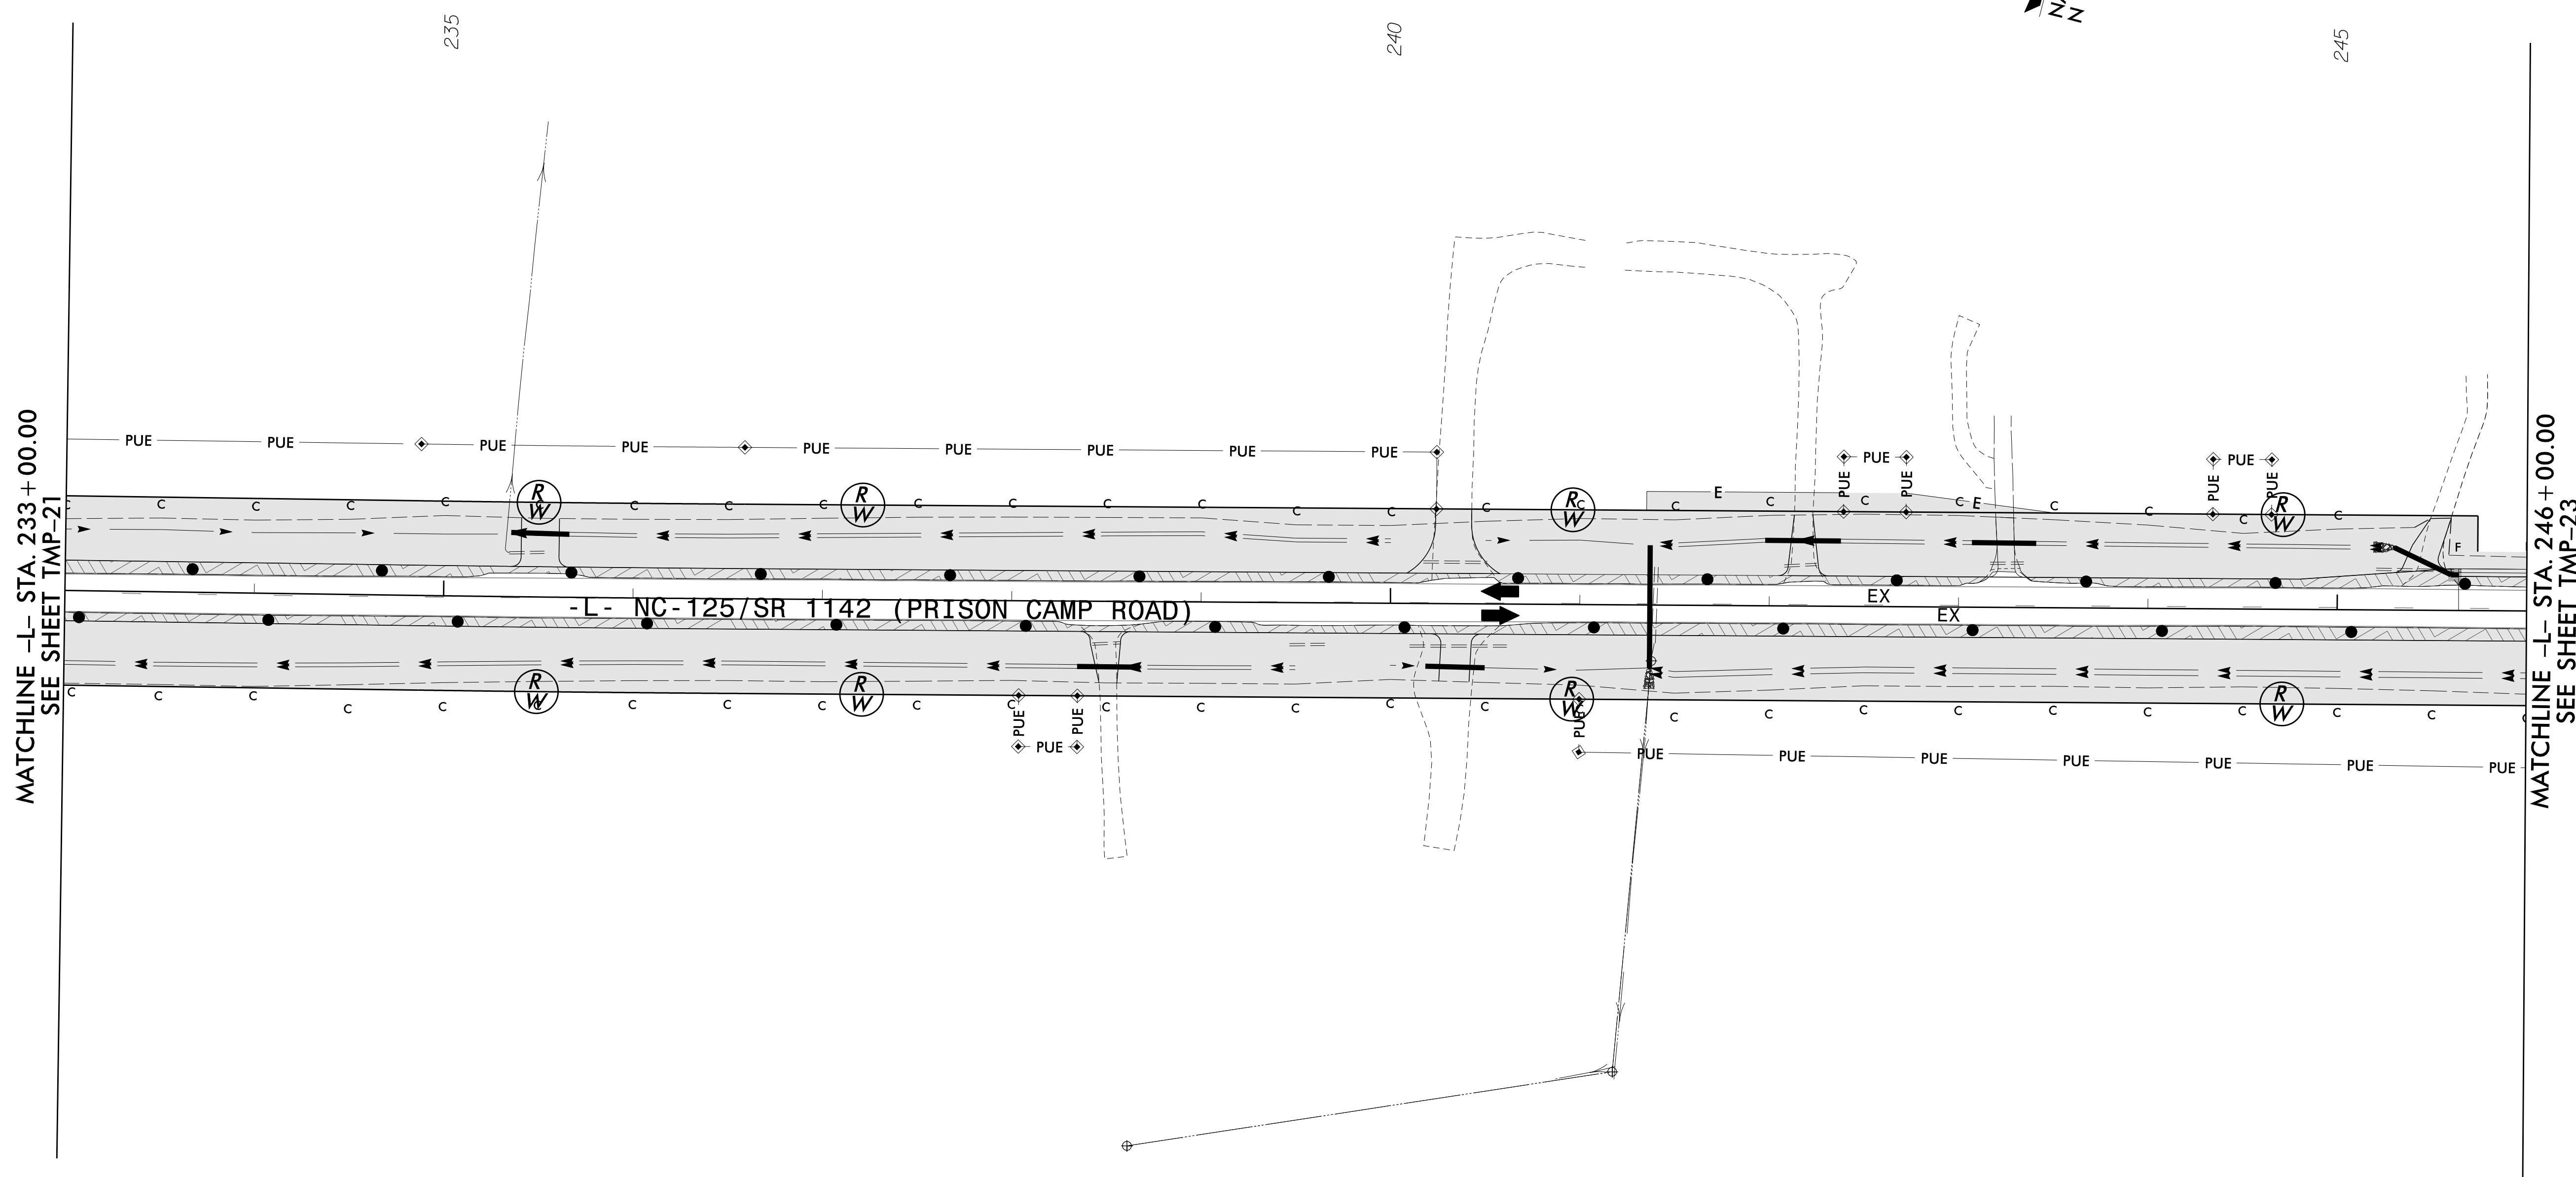 235
240
245
MATCHLINE -L- STA. 233+00.00
SEE SHEET TMP-21
PUE PUE PUE PUE PUE PUE PUE PUE PUE PUE PUE
PUE PUE PUE PUE
C C C C C C C C C C C C C C C C C C C C C C C C
R W R W R W R W
E E
F
-L- NC-125/SR 1142 (PRISON CAMP ROAD)
EX
EX
R W R W R W R W
C C C C C C C C C C C C C C C C C C C C C C C C C
PUE PUE PUE
PUE
PUE PUE PUE PUE PUE PUE PUE
MATCHLINE -L- STA. 246+00.00
SEE SHEET TMP-23